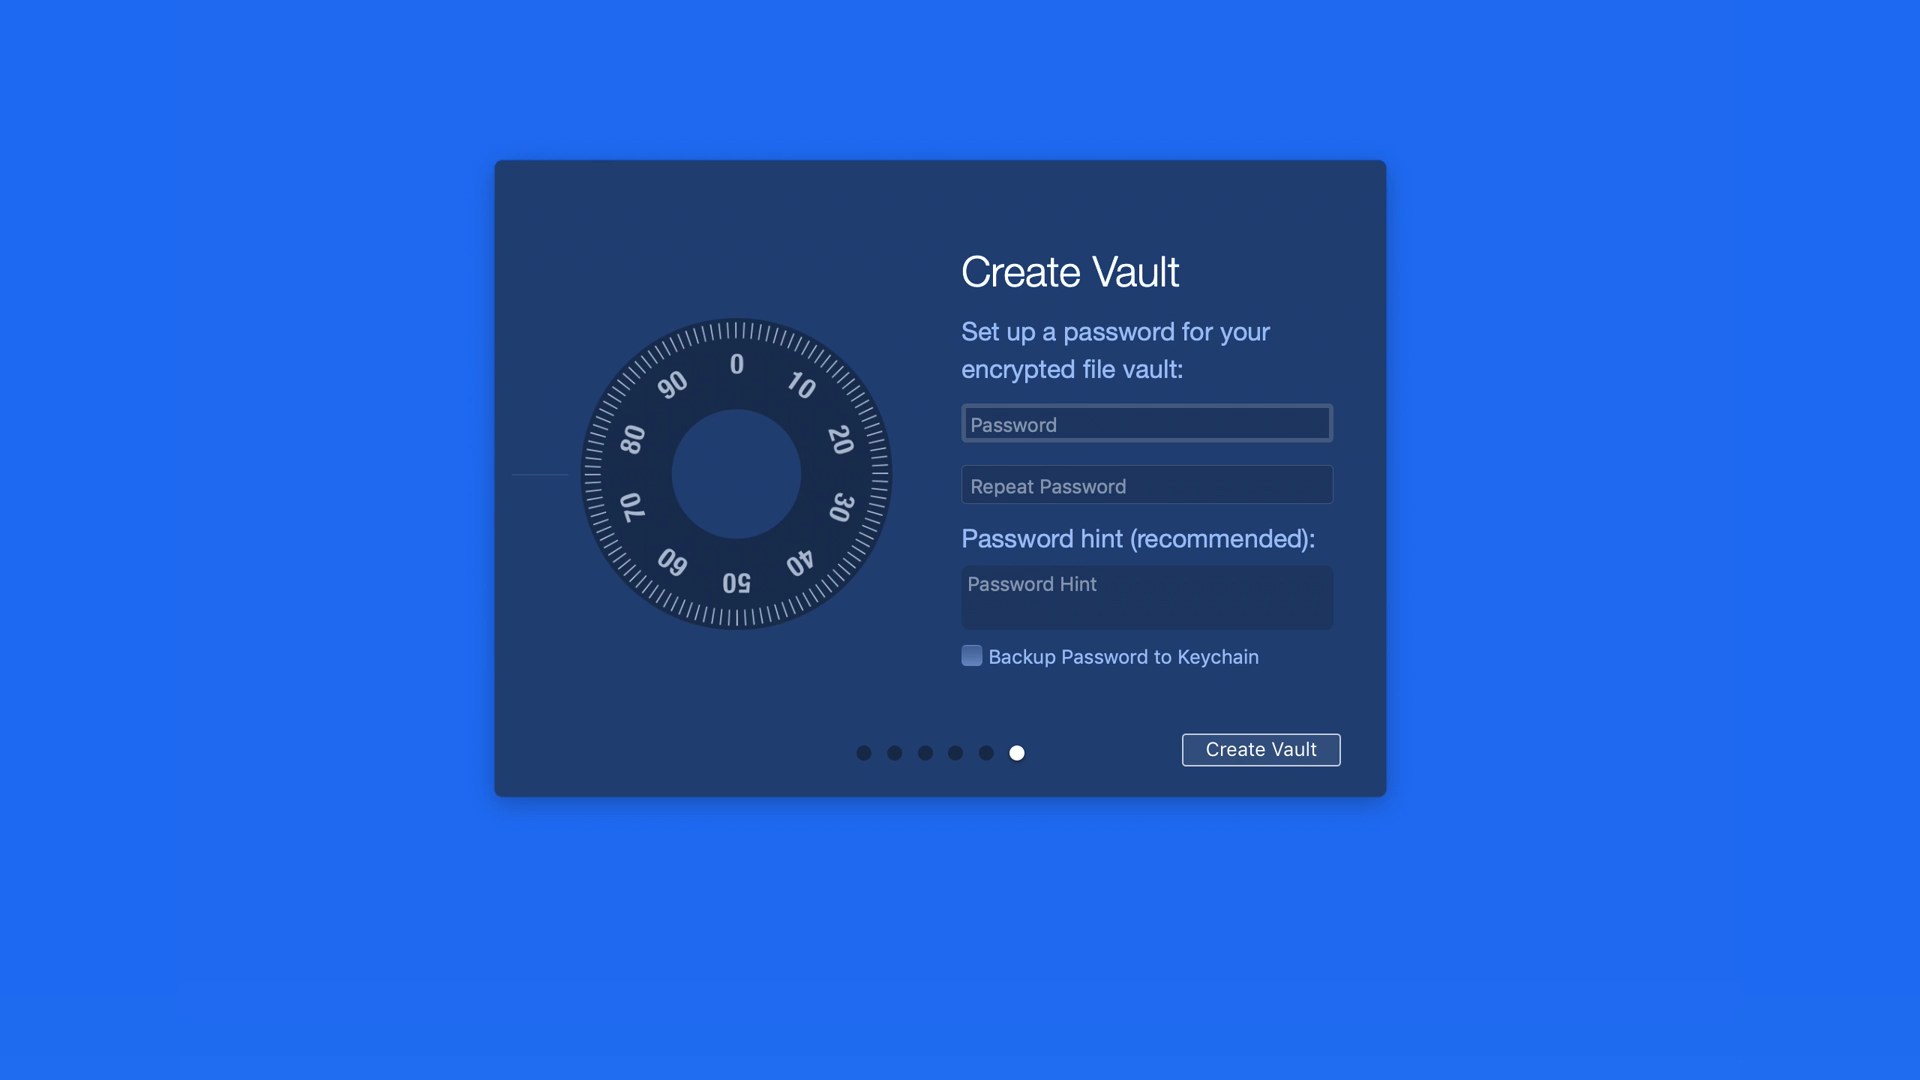 Create Vault
Set up a password for your
encrypted file vault:
Password
Repeat Password
Password hint (recommended):
Password Hint
Backup Password to Keychain
Create Vault
0
10
20
30
40
50
60
70
80
90